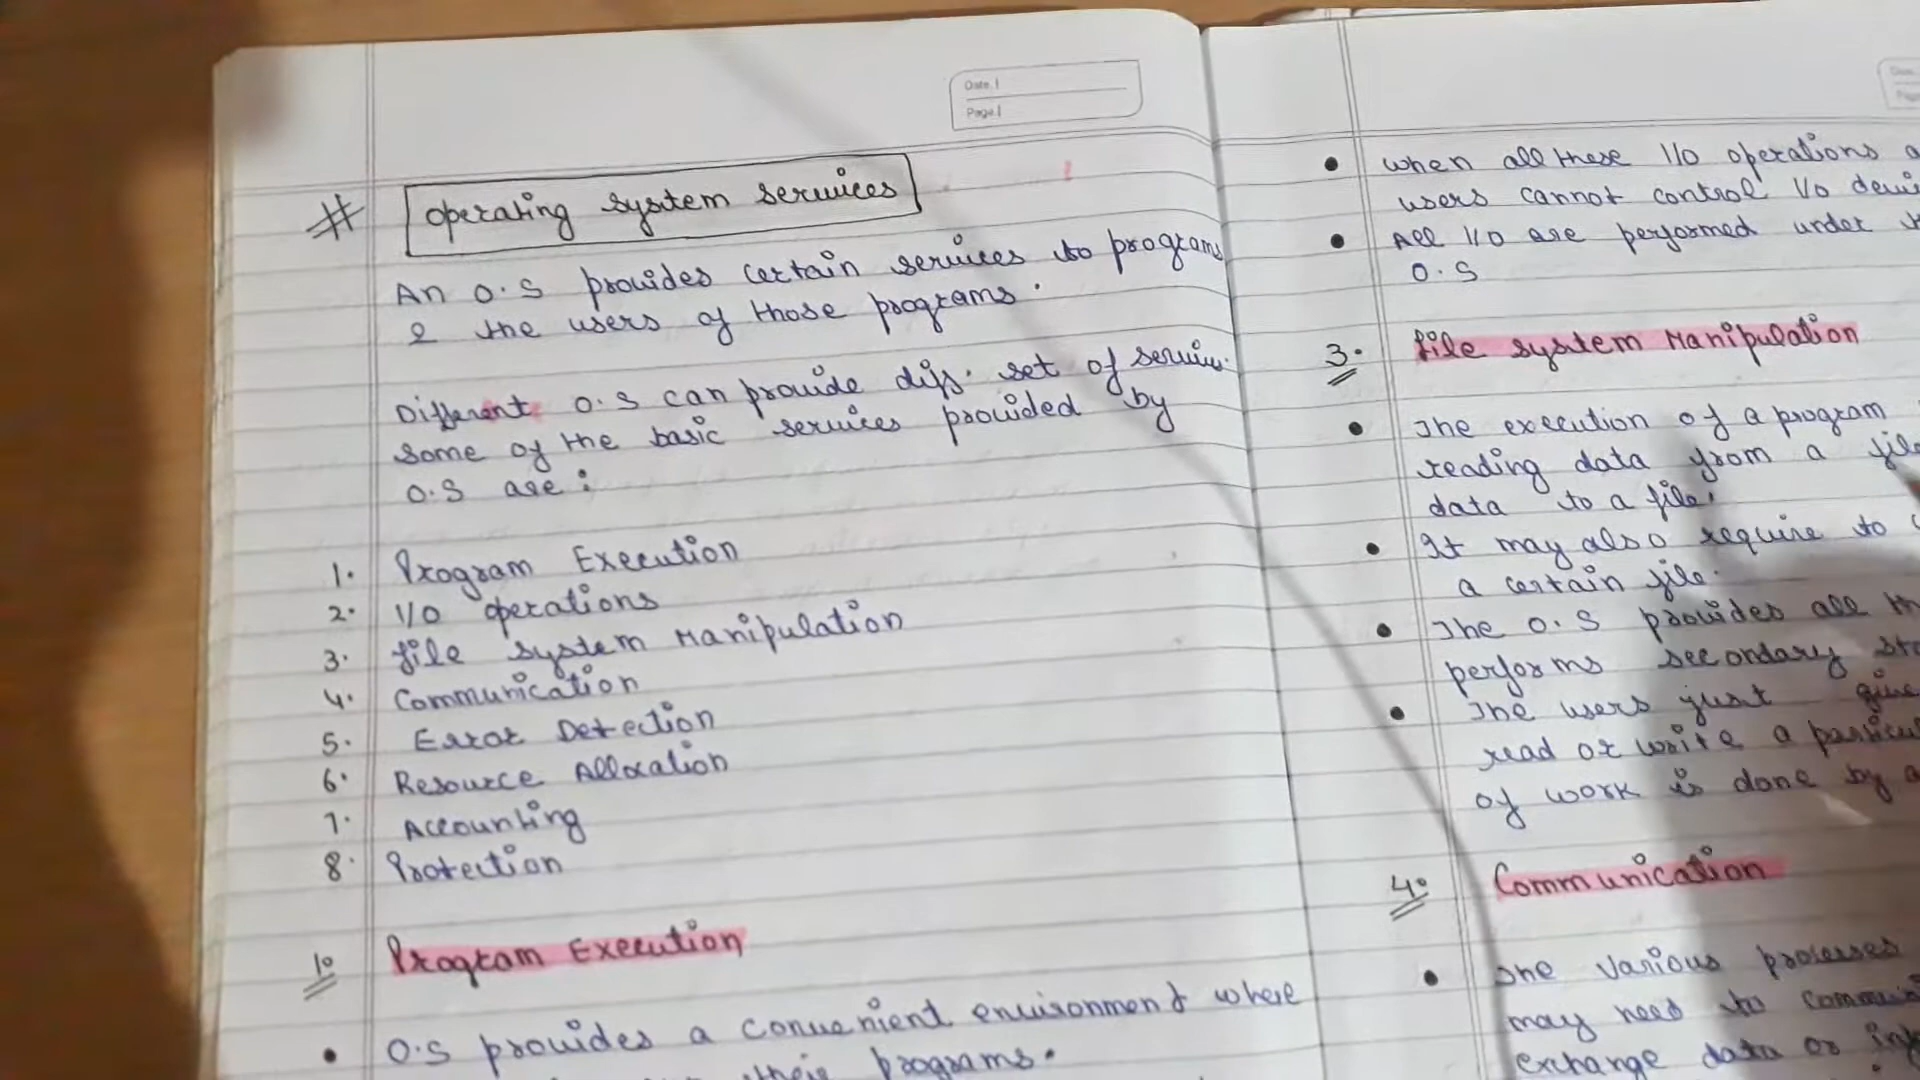 Date.
Page.
# Operating system services
An O.S provides certain services to programs
& the users of those programs.
Different O.S can provide diff. set of
some of the basic services provided by
O.S are :
1. Program Execution
2. I/O operations
3. file system Manipulation
4. Communication
5. Error Detection
6. Resource Allocation
7. Accounting
8. Protection
1. Program Execution
• O.S provides a convenient environment where
their programs.
• when all these I/O operations
users cannot control I/O
• All I/O are performed under
O.S
3. file system Manipulation
• The execution of a program
reading data from a
data to a file.
• It may also require to
a certain file.
• The O.S provides all
performs secondary
• The users just
read or write a
of work is done by
4. Communication
• The various processes
may need to
exchange data or